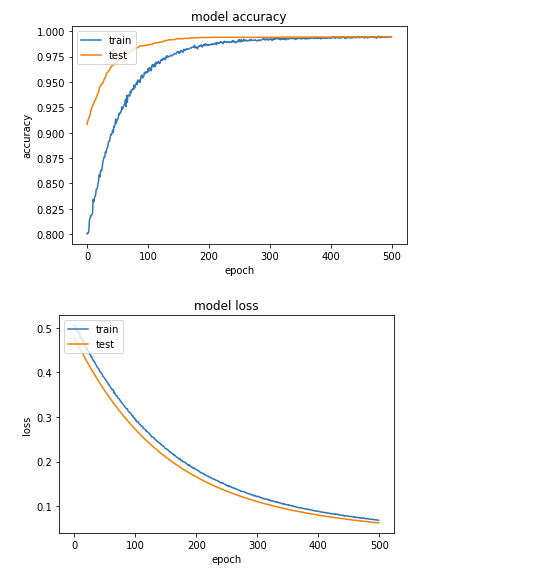 model accuracy
1.000
0.975
0.950
0.925
0.900
0.875
0.850
0.825
0.800
accuracy
train
test
0 100 200 300 400 500
epoch
model loss
0.5
0.4
0.3
0.2
0.1
loss
train
test
0 100 200 300 400 500
epoch